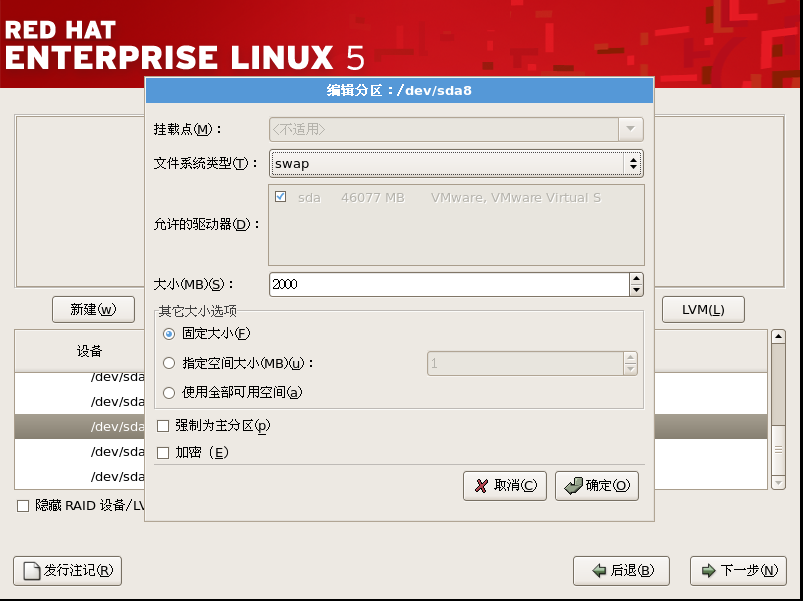 RED HAT
ENTERPRISE LINUX 5
编辑分区：/dev/sda8
挂载点(M)：
<不适用>
文件系统类型(T)：
swap
允许的驱动器(D)：
sda 46077 MB VMware, VMware Virtual S
大小(MB)(S)：
2000
其它大小选项
固定大小(F)
指定空间大小(MB)(u)：
1
使用全部可用空间(a)
强制为主分区(p)
加密（E)
取消(C) 确定(O)
新建(w) LVM(L)
设备
/dev/sda
/dev/sda
/dev/sda
/dev/sda
/dev/sda
隐藏 RAID 设备/LV
发行注记(R) 后退(B) 下一步(N)